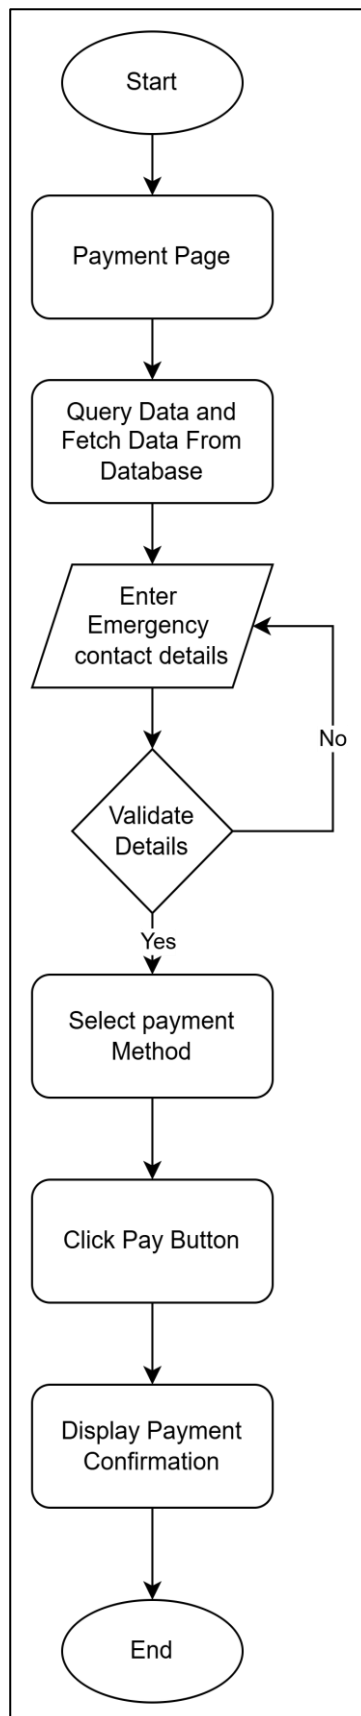 Start
Payment Page
Query Data and
Fetch Data From
Database
Enter
Emergency
contact details
No
Validate
Details
Yes
Select payment
Method
Click Pay Button
Display Payment
Confirmation
End